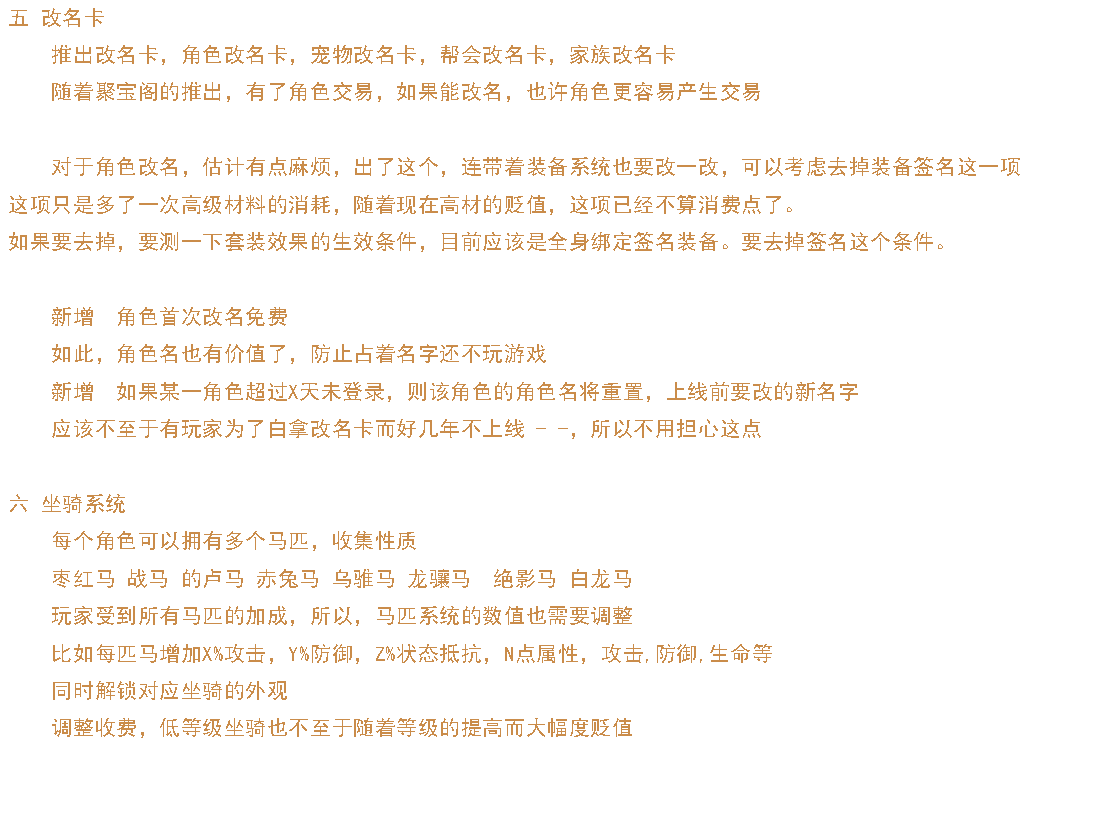 五 改名卡
推出改名卡，角色改名卡，宠物改名卡，帮会改名卡，家族改名卡
随着聚宝阁的推出，有了角色交易，如果能改名，也许角色更容易产生交易
对于角色改名，估计有点麻烦，出了这个，连带着装备系统也要改一改，可以考虑去掉装备签名这一项
这项只是多了一次高级材料的消耗，随着现在高材的贬值，这项已经不算消费点了。
如果要去掉，要测一下套装效果的生效条件，目前应该是全身绑定签名装备。要去掉签名这个条件。
新增 角色首次改名免费
如此，角色名也有价值了，防止占着名字还不玩游戏
新增 如果某一角色超过X天未登录，则该角色的角色名将重置，上线前要改的新名字
应该不至于有玩家为了白拿改名卡而好几年不上线 - -，所以不用担心这点
六 坐骑系统
每个角色可以拥有多个马匹，收集性质
枣红马 战马 的卢马 赤兔马 乌骓马 龙骧马 绝影马 白龙马
玩家受到所有马匹的加成，所以，马匹系统的数值也需要调整
比如每匹马增加X%攻击，Y%防御，Z%状态抵抗，N点属性，攻击,防御,生命等
同时解锁对应坐骑的外观
调整收费，低等级坐骑也不至于随着等级的提高而大幅度贬值